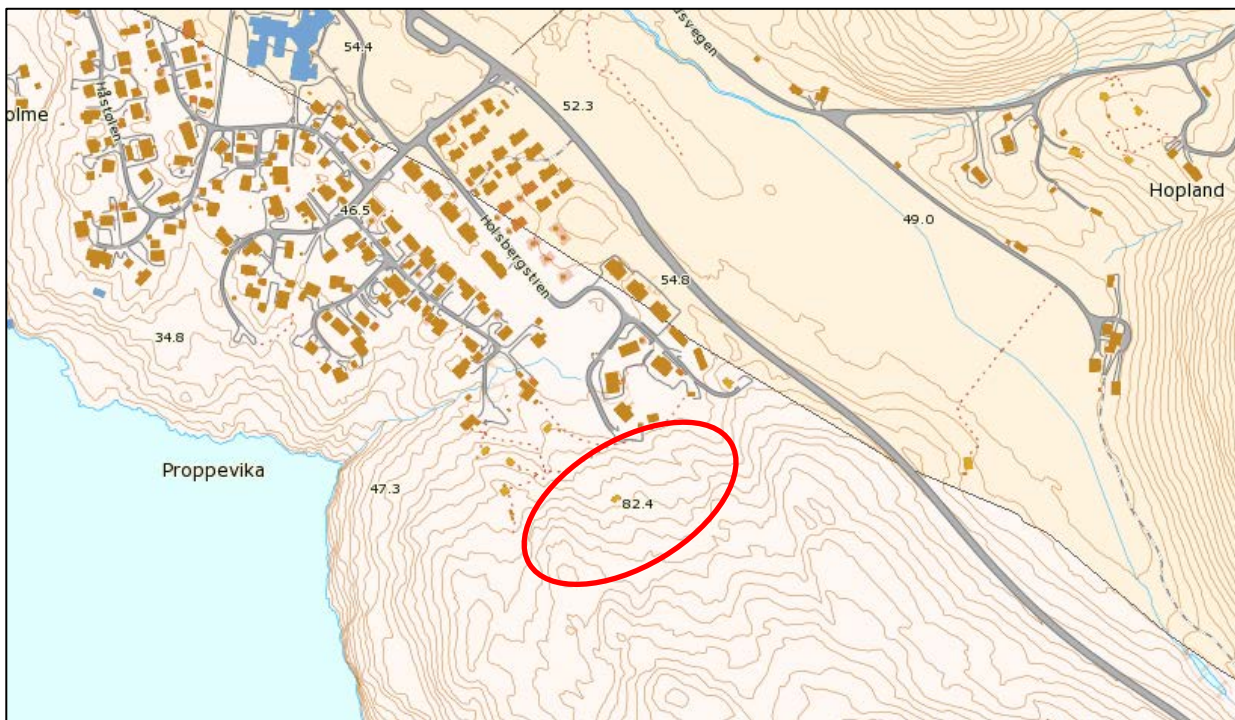 54.4
usvegen
52.3
olme
Håstølen
Hopland
46.5
49.0
Holsbergstien
54.8
34.8
Proppevika
47.3
82.4